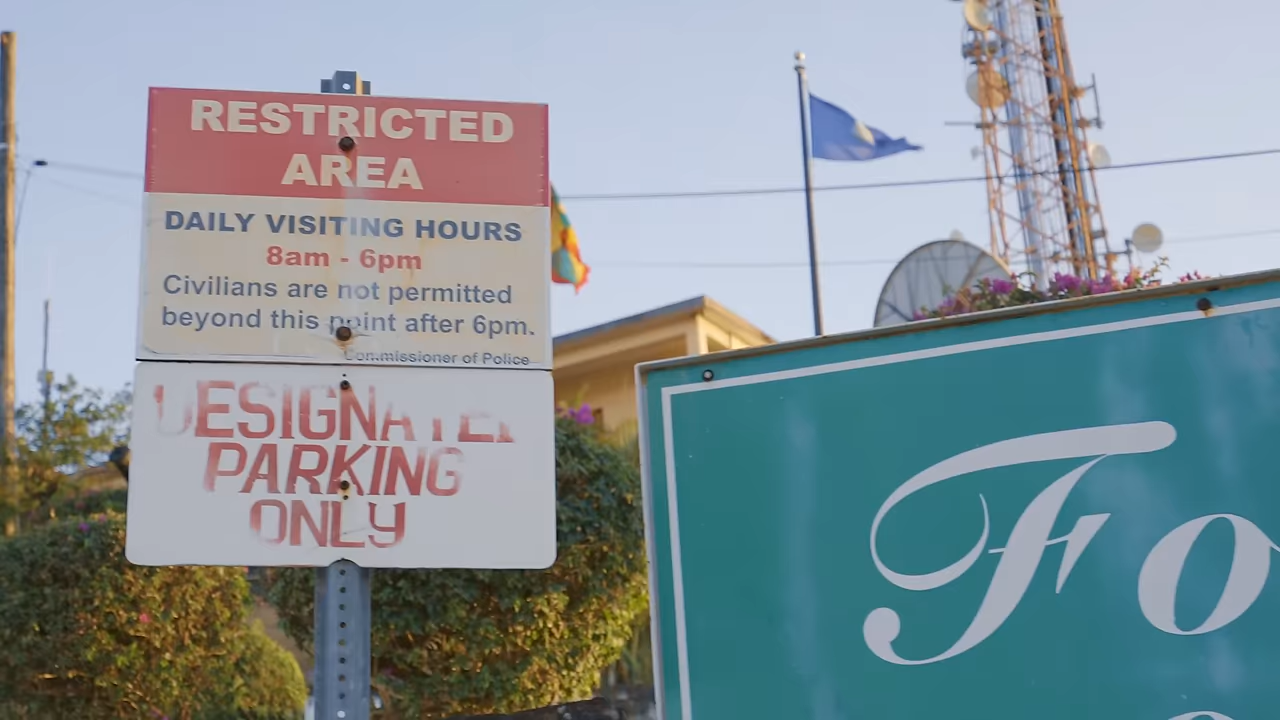 RESTRICTED
AREA
DAILY VISITING HOURS
8am - 6pm
Civilians are not permitted
beyond this point after 6pm.
Commissioner of Police
DESIGNATED
PARKING
ONLY
Fo